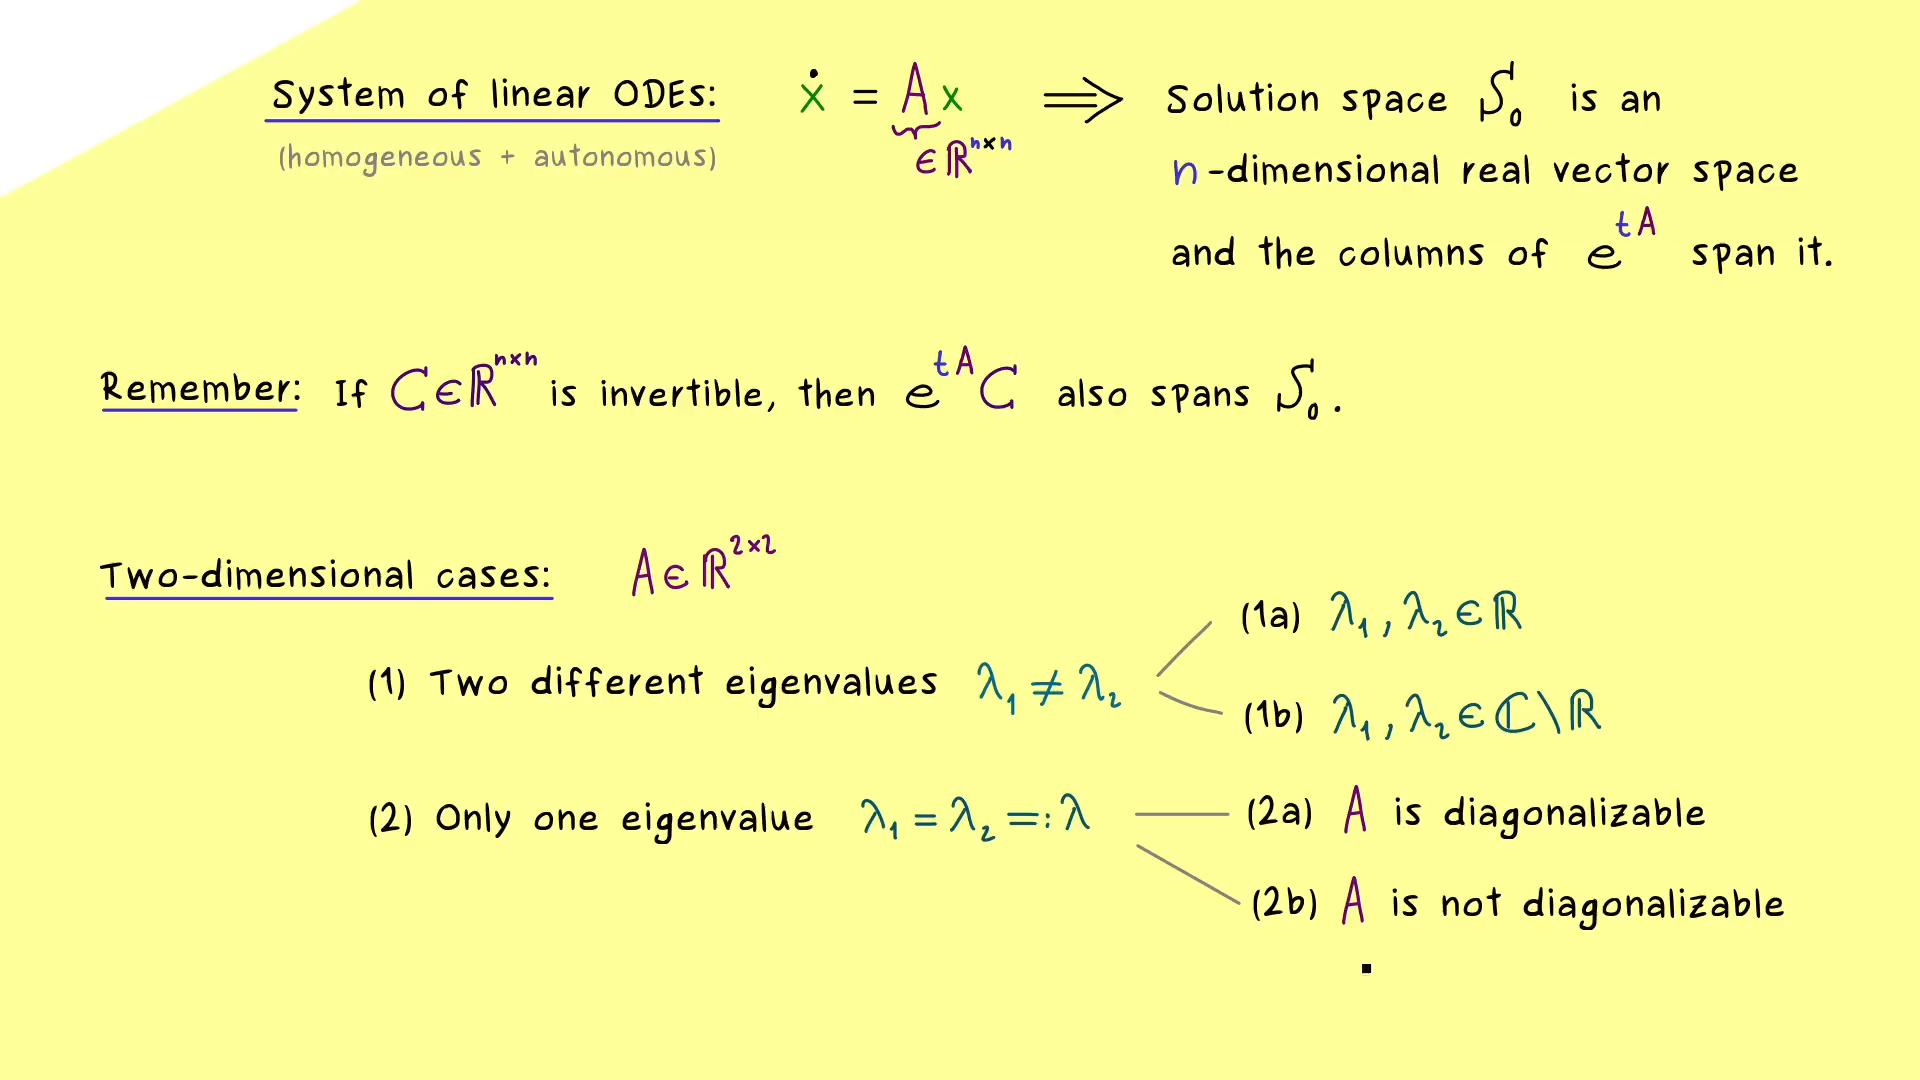 System of linear ODEs: ẋ = A x ⟹ Solution space S₀ is an
(homogeneous + autonomous) ∈ ℝⁿˣⁿ n-dimensional real vector space
and the columns of e^{tA} span it.
Remember: If C ∈ ℝⁿˣⁿ is invertible, then e^{tA} C also spans S₀.
Two-dimensional cases: A ∈ ℝ²ˣ²
(1) Two different eigenvalues λ₁ ≠ λ₂
(1a) λ₁, λ₂ ∈ ℝ
(1b) λ₁, λ₂ ∈ ℂ \ ℝ
(2) Only one eigenvalue λ₁ = λ₂ =: λ
(2a) A is diagonalizable
(2b) A is not diagonalizable